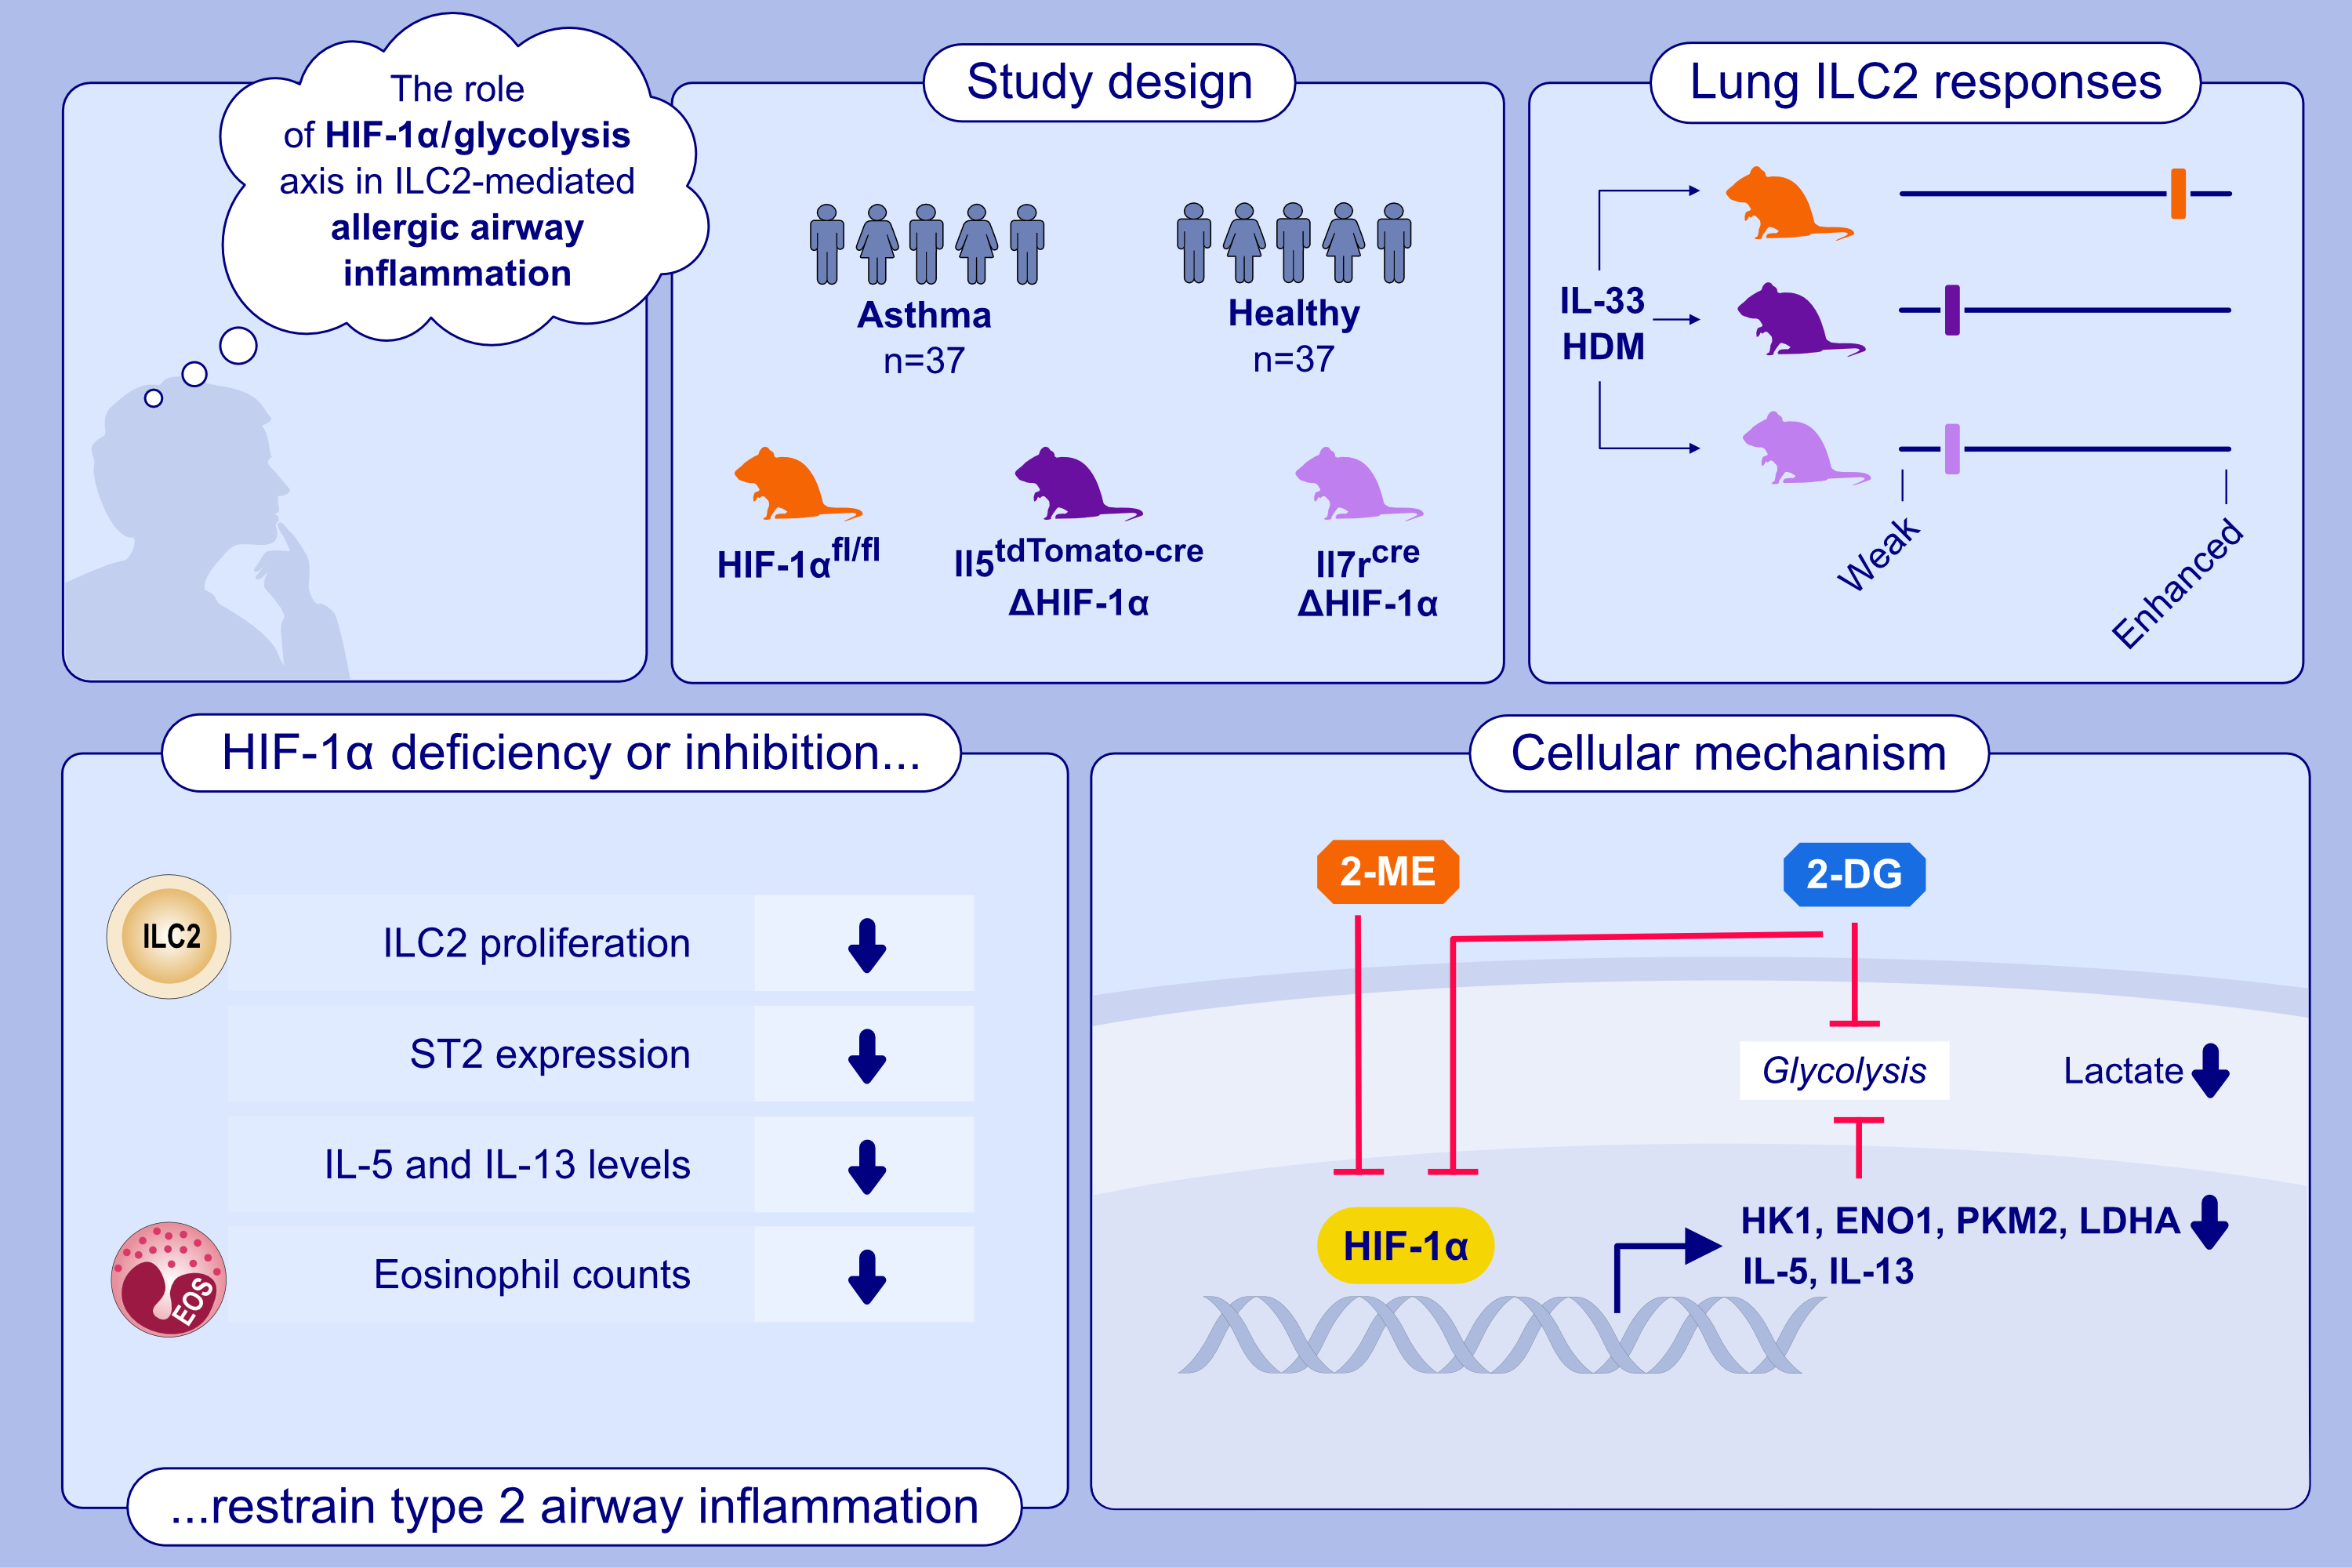 The role
of HIF-1α/glycolysis
axis in ILC2-mediated
allergic airway
inflammation
Study design
Asthma
n=37
Healthy
n=37
HIF-1αfl/fl
Il5tdTomato-cre
ΔHIF-1α
Il7rcre
ΔHIF-1α
Lung ILC2 responses
IL-33
HDM
Weak
Enhanced
HIF-1α deficiency or inhibition...
ILC2
ILC2 proliferation
ST2 expression
IL-5 and IL-13 levels
EOS
Eosinophil counts
...restrain type 2 airway inflammation
Cellular mechanism
2-ME
2-DG
Glycolysis
Lactate
HIF-1α
HK1, ENO1, PKM2, LDHA
IL-5, IL-13